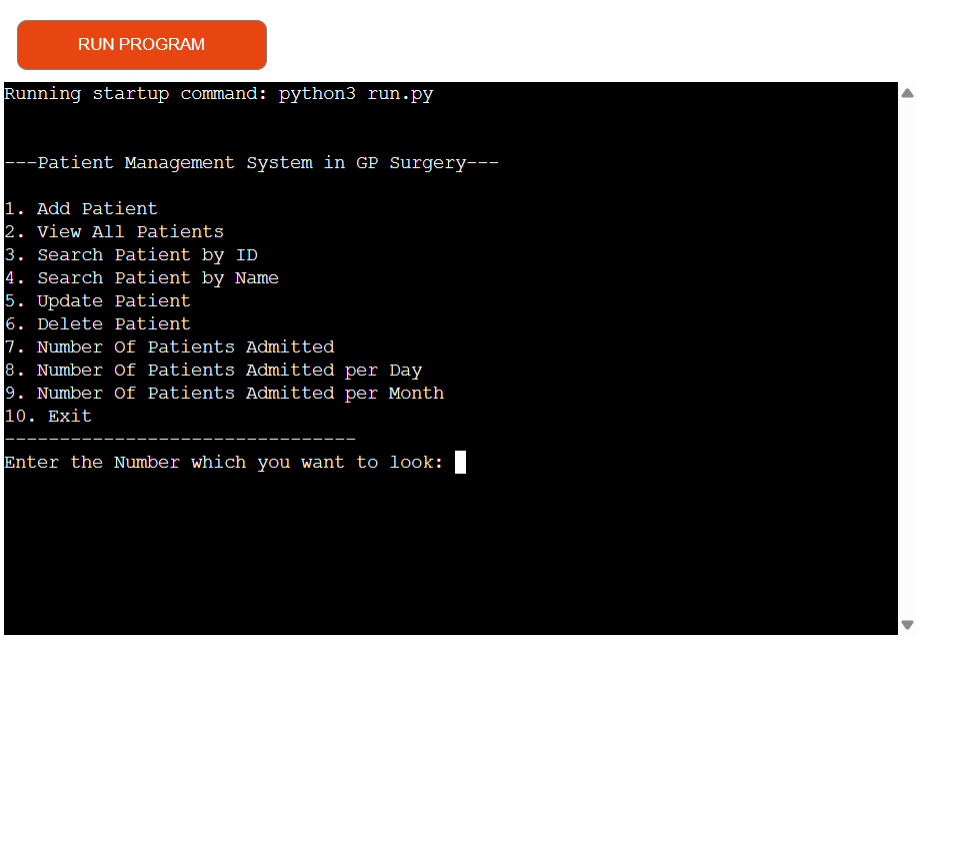 RUN PROGRAM
Running startup command: python3 run.py
---Patient Management System in GP Surgery---
1. Add Patient
2. View All Patients
3. Search Patient by ID
4. Search Patient by Name
5. Update Patient
6. Delete Patient
7. Number Of Patients Admitted
8. Number Of Patients Admitted per Day
9. Number Of Patients Admitted per Month
10. Exit
--------------------------------
Enter the Number which you want to look: